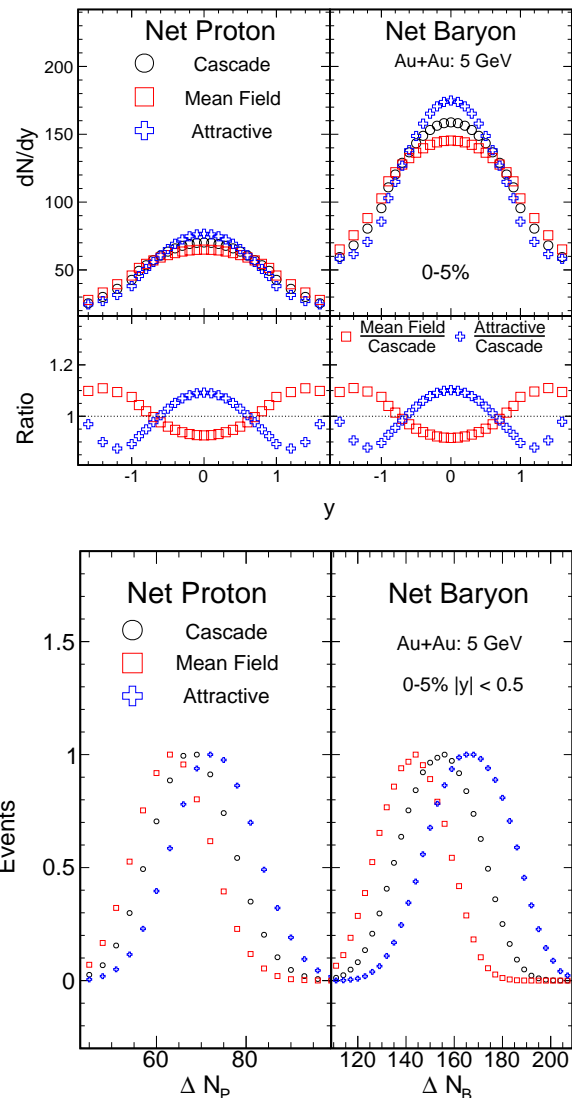 Net Proton
Cascade
Mean Field
Attractive
Net Baryon
Au+Au: 5 GeV
0-5%
dN/dy
200
150
100
50
Mean Field
Cascade
Attractive
Cascade
Ratio
1.2
1
-1 0 1
-1 0 1
y
Net Proton
Cascade
Mean Field
Attractive
Net Baryon
Au+Au: 5 GeV
0-5% |y| < 0.5
Events
1.5
1
0.5
0
60 80
120 140 160 180 200
Δ N_P
Δ N_B